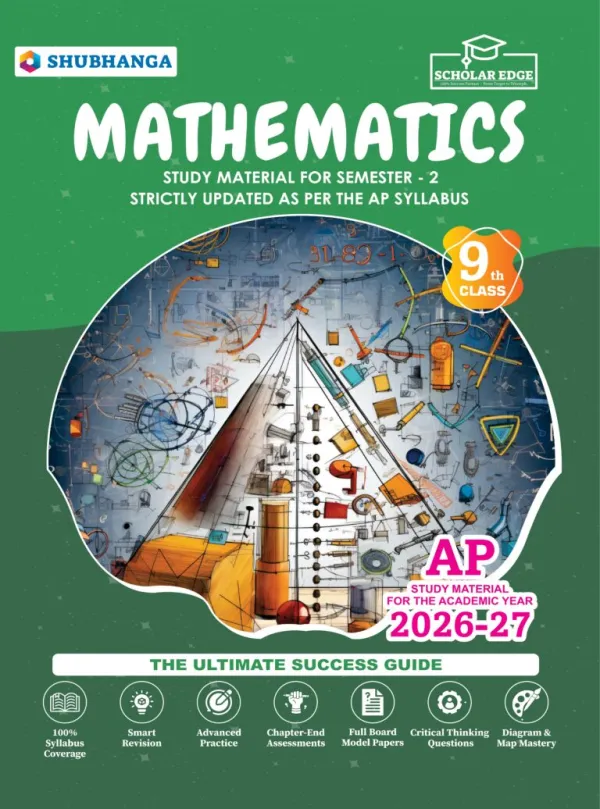 SHUBHANGA
SCHOLAR EDGE
MATHEMATICS
STUDY MATERIAL FOR SEMESTER - 2
STRICTLY UPDATED AS PER THE AP SYLLABUS
9th
CLASS
AP
STUDY MATERIAL
FOR THE ACADEMIC YEAR
2026-27
THE ULTIMATE SUCCESS GUIDE
100%
Syllabus
Coverage
Smart
Revision
Advanced
Practice
Chapter-End
Assessments
Full Board
Model Papers
Critical Thinking
Questions
Diagram &
Map Mastery